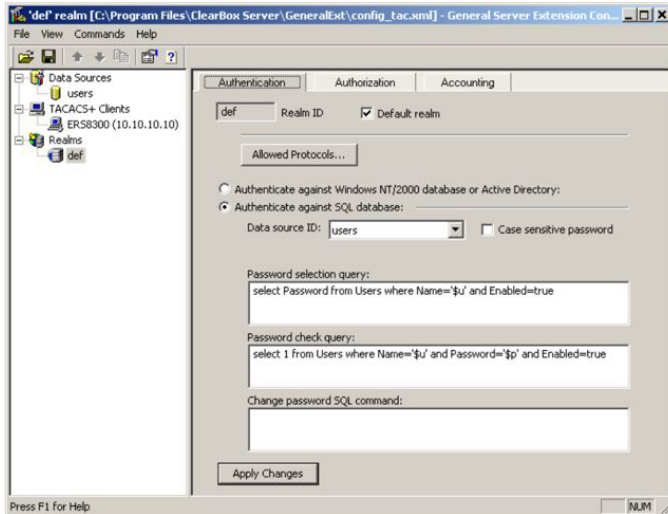 'def' realm [C:\Program Files\ClearBox Server\GeneralExt\config_tac.xml] - General Server Extension Con...
File View Commands Help
Data Sources
users
TACACS+ Clients
ERS8300 (10.10.10.10)
Realms
def
Authentication Authorization Accounting
def Realm ID Default realm
Allowed Protocols...
Authenticate against Windows NT/2000 database or Active Directory:
Authenticate against SQL database:
Data source ID: users Case sensitive password
Password selection query:
select Password from Users where Name='$u' and Enabled=true
Password check query:
select 1 from Users where Name='$u' and Password='$p' and Enabled=true
Change password SQL command:
Apply Changes
Press F1 for Help NUM